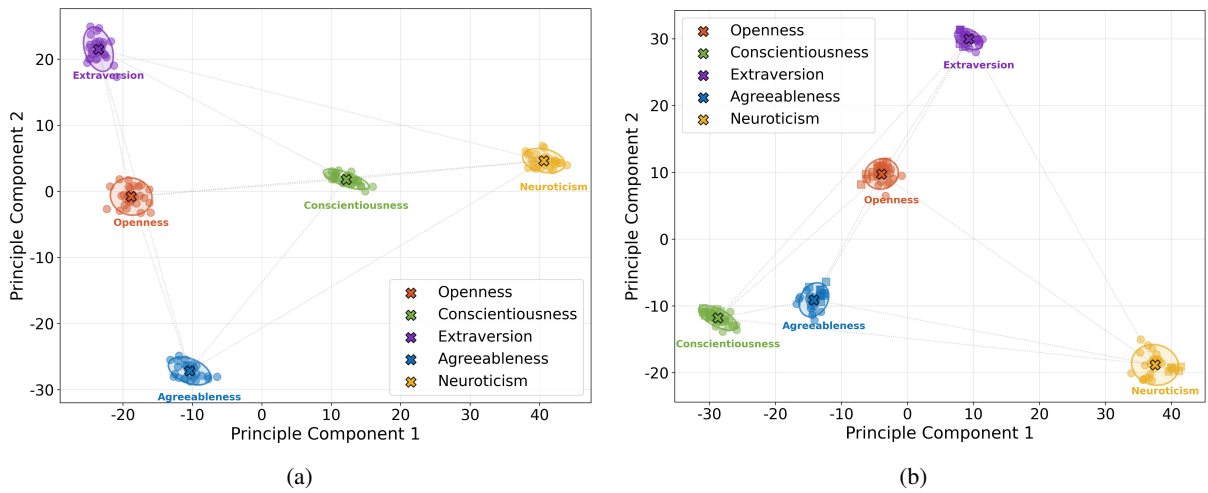 20
10
0
-10
-20
-30
Principle Component 2
Extraversion
Openness
Conscientiousness
Neuroticism
Agreeableness
Openness
Conscientiousness
Extraversion
Agreeableness
Neuroticism
-20
-10
0
10
20
30
40
Principle Component 1
(a)
30
20
10
0
-10
-20
Principle Component 2
Openness
Conscientiousness
Extraversion
Agreeableness
Neuroticism
Extraversion
Openness
Agreeableness
Conscientiousness
Neuroticism
-30
-20
-10
0
10
20
30
40
Principle Component 1
(b)